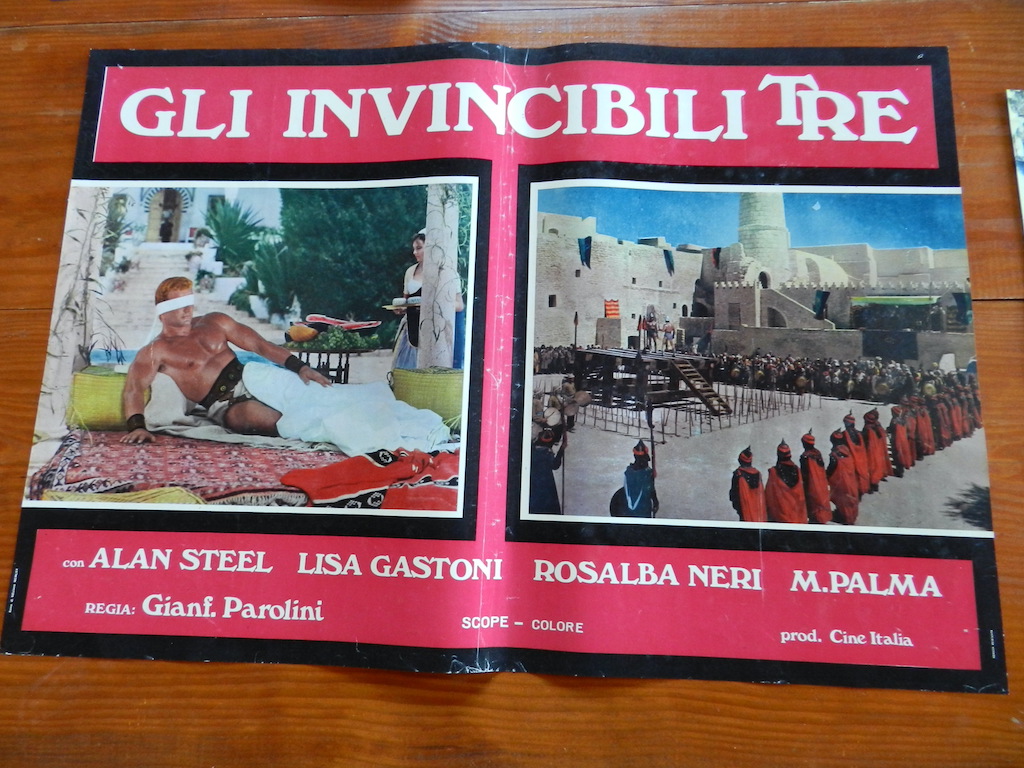 GLI INVINCIBILI TRE
con ALAN STEEL LISA GASTONI ROSALBA NERI M. PALMA
REGIA: Gianf. Parolini
SCOPE – COLORE
prod. Cine Italia